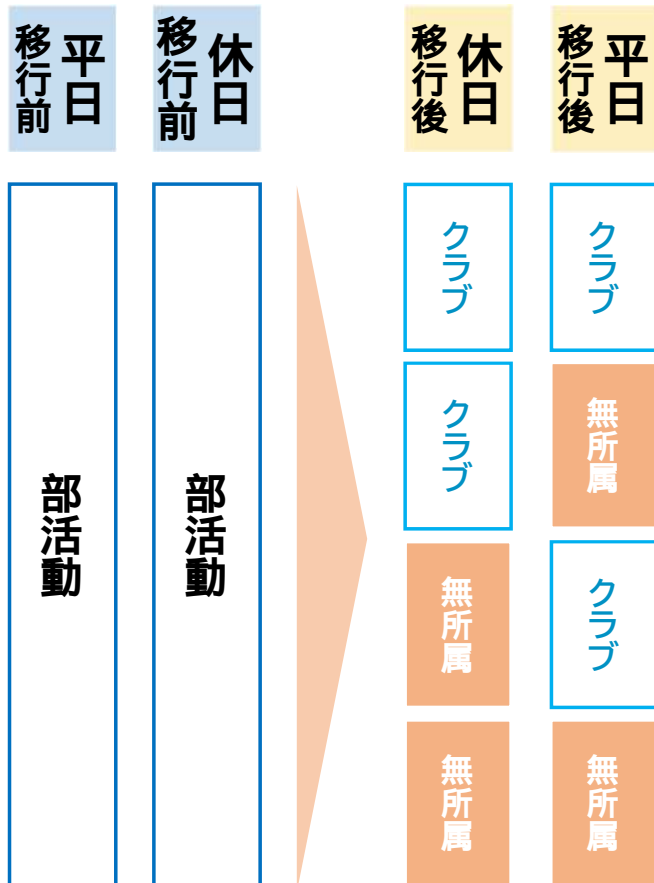 平日
移行前
休日
移行前
休日
移行後
平日
移行後
部活動
部活動
クラブ
クラブ
クラブ
無所属
無所属
クラブ
無所属
無所属